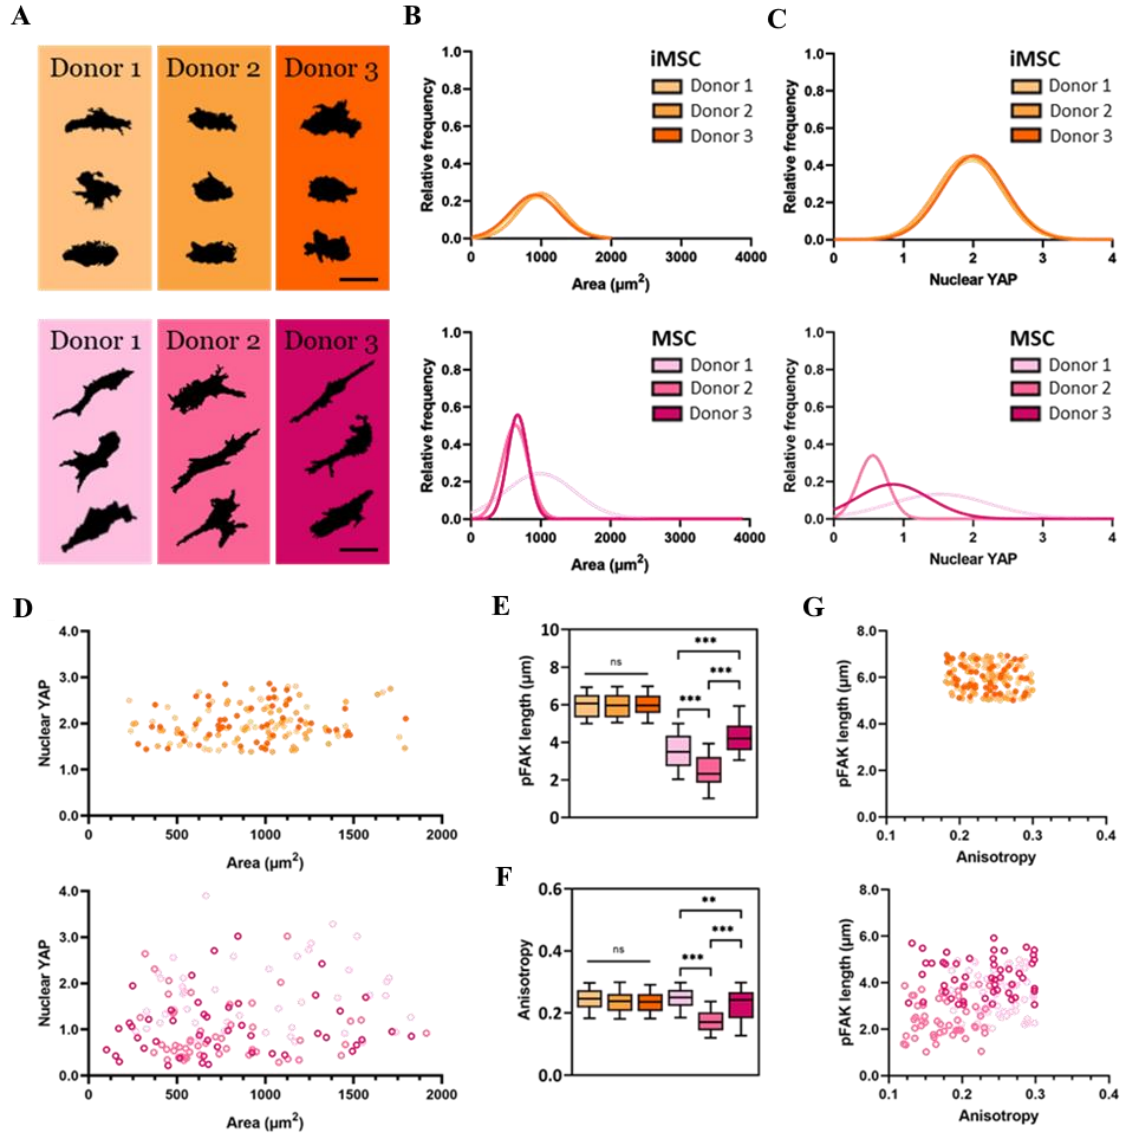 A
Donor 1
Donor 2
Donor 3
Donor 1
Donor 2
Donor 3
B
1.0
0.8
0.6
0.4
0.2
0.0
Relative frequency
0
1000
2000
3000
4000
Area (µm²)
iMSC
Donor 1
Donor 2
Donor 3
1.0
0.8
0.6
0.4
0.2
0.0
Relative frequency
0
1000
2000
3000
4000
Area (µm²)
MSC
Donor 1
Donor 2
Donor 3
C
1.0
0.8
0.6
0.4
0.2
0.0
Relative frequency
0
1
2
3
4
Nuclear YAP
iMSC
Donor 1
Donor 2
Donor 3
1.0
0.8
0.6
0.4
0.2
0.0
Relative frequency
0
1
2
3
4
Nuclear YAP
MSC
Donor 1
Donor 2
Donor 3
D
4.0
3.0
2.0
1.0
0.0
Nuclear YAP
0
500
1000
1500
2000
Area (µm²)
4.0
3.0
2.0
1.0
0.0
Nuclear YAP
0
500
1000
1500
2000
Area (µm²)
E
10
8
6
4
2
0
pFAK length (µm)
ns
***
***
***
F
0.6
0.4
0.2
0.0
Anisotropy
ns
**
***
***
G
8.0
6.0
4.0
2.0
0.0
pFAK length (µm)
0.1
0.2
0.3
0.4
Anisotropy
8.0
6.0
4.0
2.0
0.0
pFAK length (µm)
0.1
0.2
0.3
0.4
Anisotropy